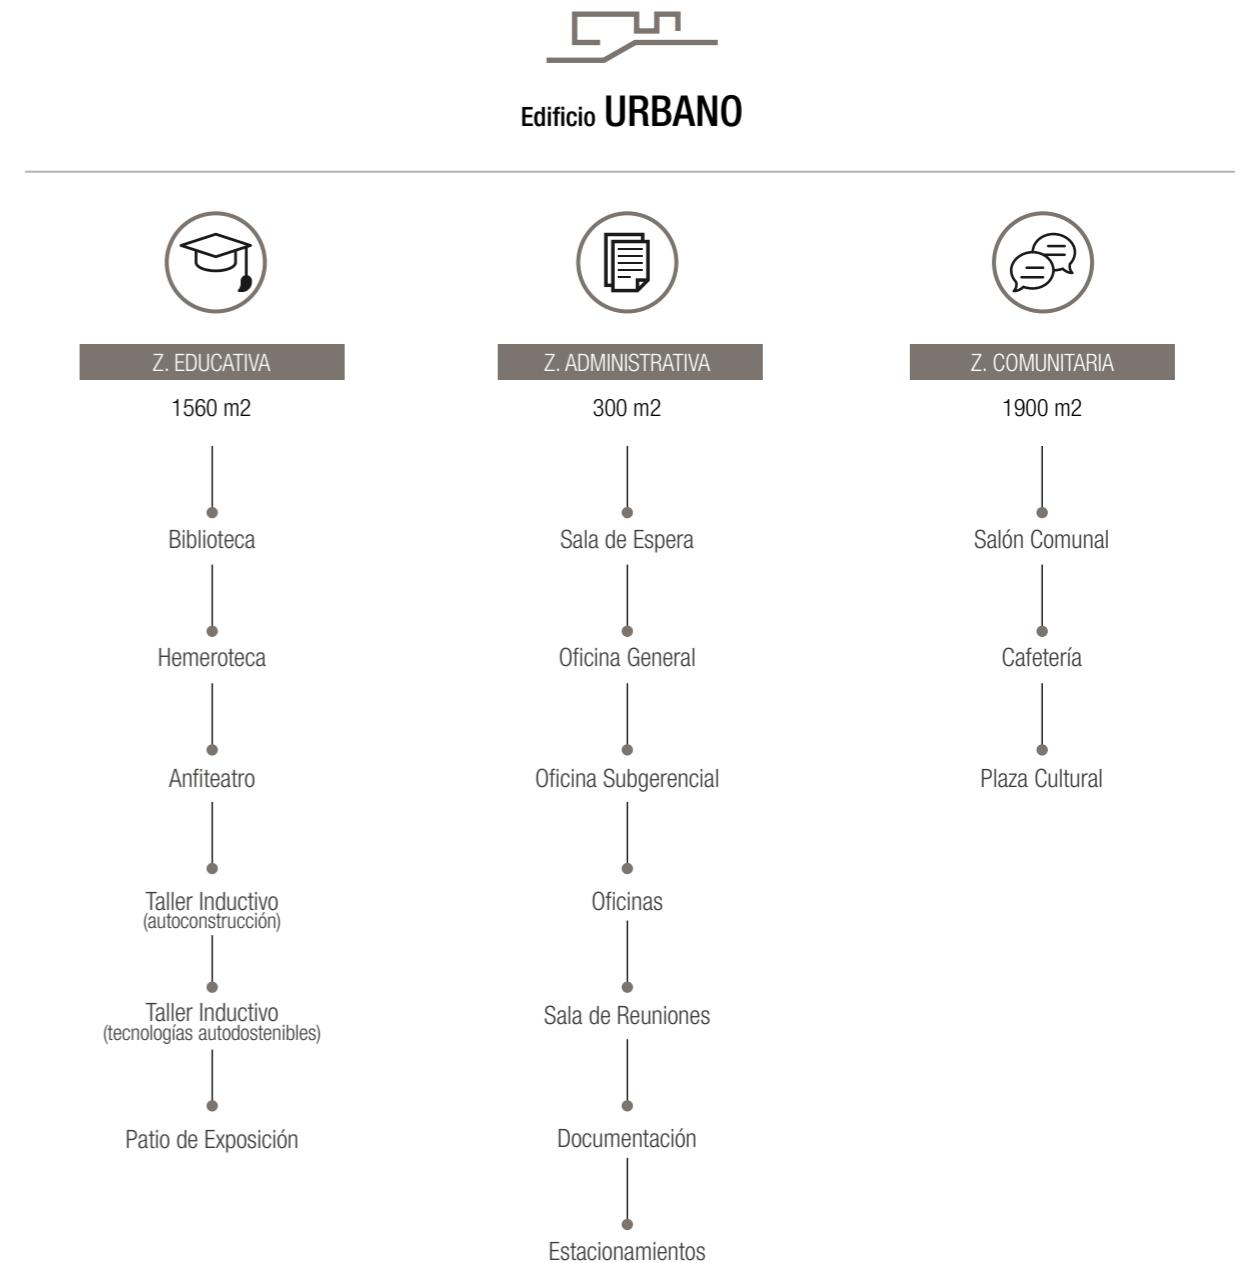 Edificio URBANO
Z. EDUCATIVA
1560 m2
Biblioteca
Hemeroteca
Anfiteatro
Taller Inductivo
(autoconstrucción)
Taller Inductivo
(tecnologías autodostenibles)
Patio de Exposición
Z. ADMINISTRATIVA
300 m2
Sala de Espera
Oficina General
Oficina Subgerencial
Oficinas
Sala de Reuniones
Documentación
Estacionamientos
Z. COMUNITARIA
1900 m2
Salón Comunal
Cafetería
Plaza Cultural